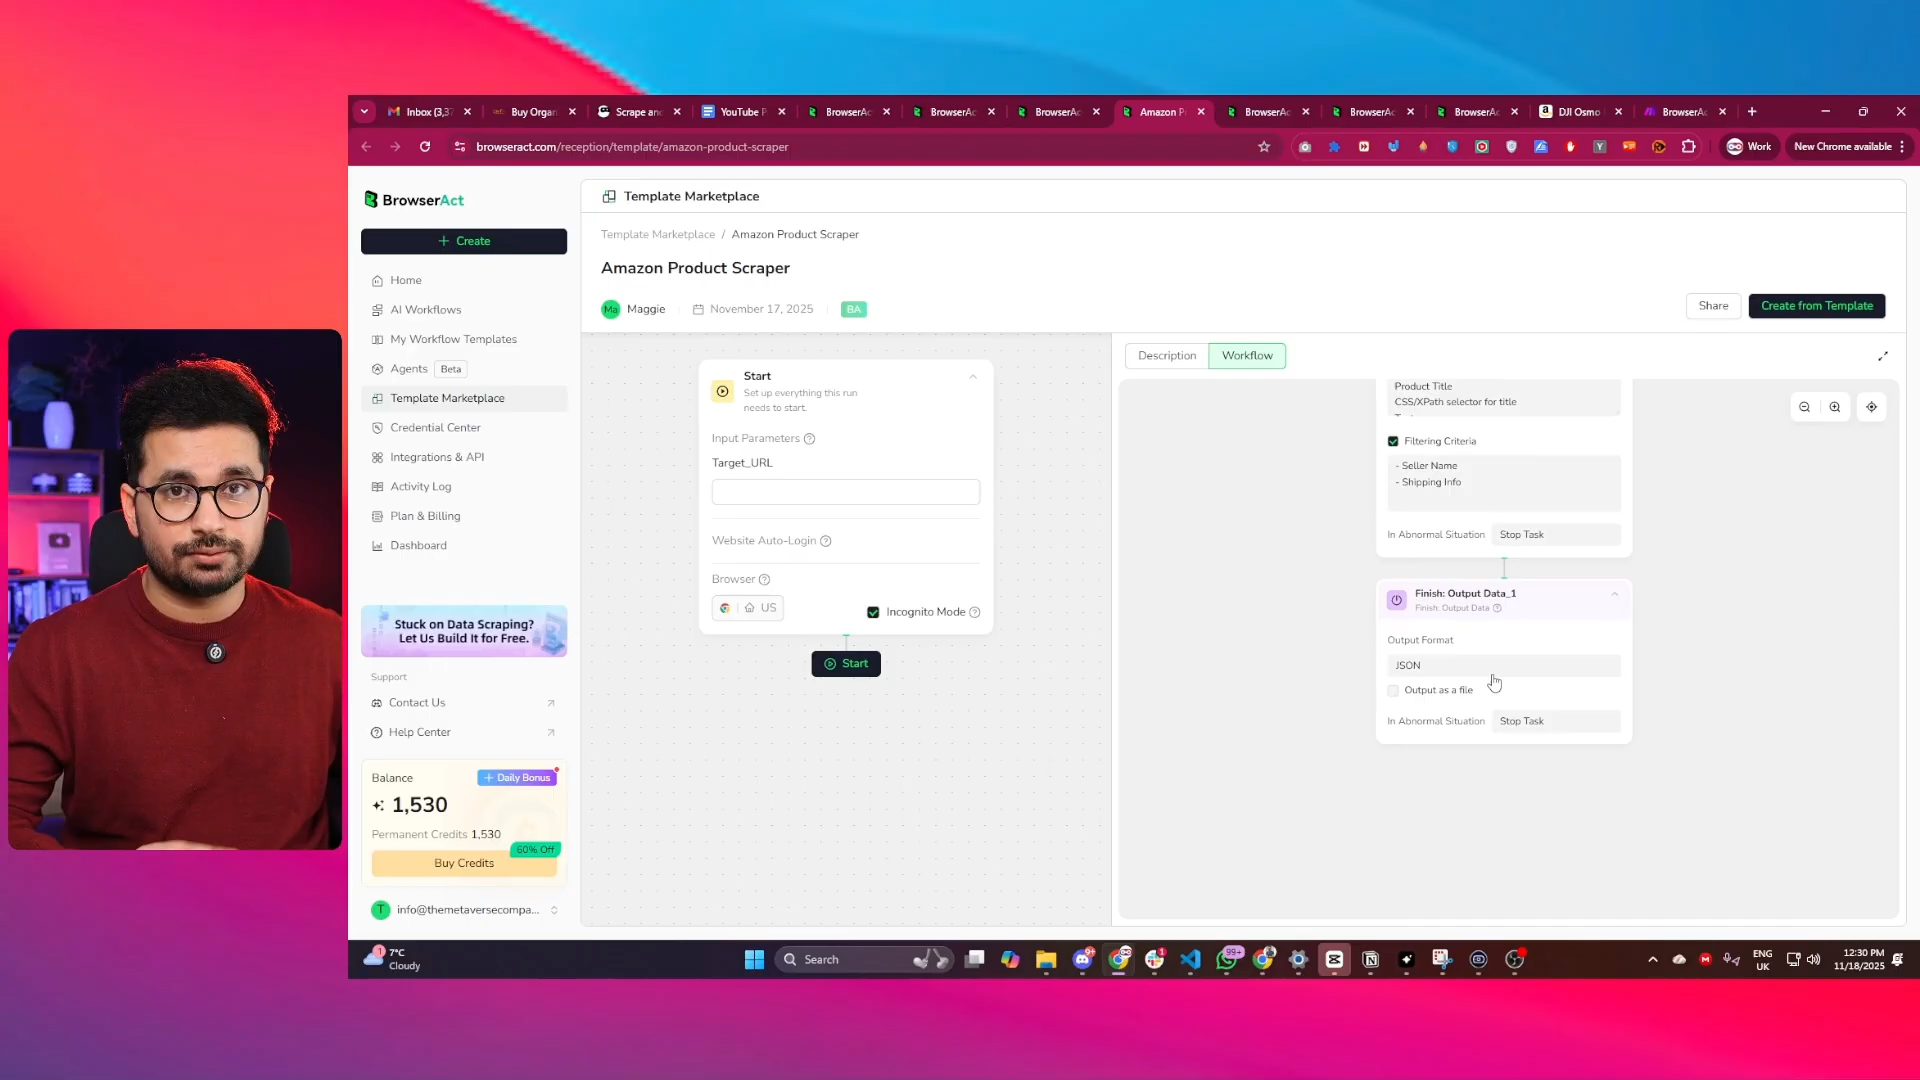 Inbox (3,37
Buy Organ
Scrape and
YouTube P
BrowserAc
BrowserAc
BrowserAc
Amazon P
BrowserAc
BrowserAc
BrowserAc
DJI Osmo
BrowserAc
browseract.com/reception/template/amazon-product-scraper
Work
New Chrome available
BrowserAct
+ Create
Home
AI Workflows
My Workflow Templates
Agents Beta
Template Marketplace
Credential Center
Integrations & API
Activity Log
Plan & Billing
Dashboard
Stuck on Data Scraping?
Let Us Build It for Free.
Support
Contact Us
Help Center
Balance
+ Daily Bonus
1,530
Permanent Credits 1,530
60% Off
Buy Credits
T info@themetaversecompa...
Template Marketplace
Template Marketplace / Amazon Product Scraper
Amazon Product Scraper
Ma Maggie November 17, 2025 BA
Share
Create from Template
Start
Set up everything this run
needs to start.
Input Parameters
Target_URL
Website Auto-Login
Browser
US
Incognito Mode
Start
Description
Workflow
Product Title
CSS/XPath selector for title
Filtering Criteria
- Seller Name
- Shipping Info
In Abnormal Situation Stop Task
Finish: Output Data_1
Finish: Output Data
Output Format
JSON
Output as a file
In Abnormal Situation Stop Task
1
7°C
Cloudy
Search
99+
ENG
UK
12:30 PM
11/18/2025